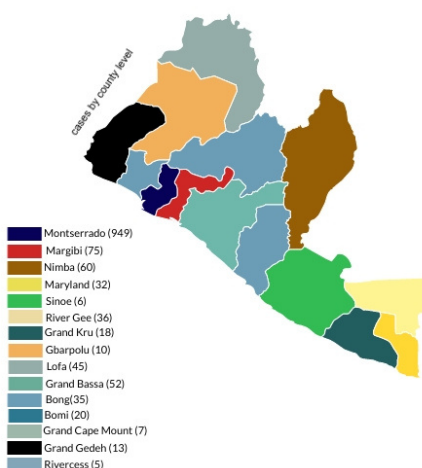 cases by county level
Montserrado (949)
Margibi (75)
Nimba (60)
Maryland (32)
Sinoe (6)
River Gee (36)
Grand Kru (18)
Gbarpolu (10)
Lofa (45)
Grand Bassa (52)
Bong(35)
Bomi (20)
Grand Cape Mount (7)
Grand Gedeh (13)
Rivercess (5)